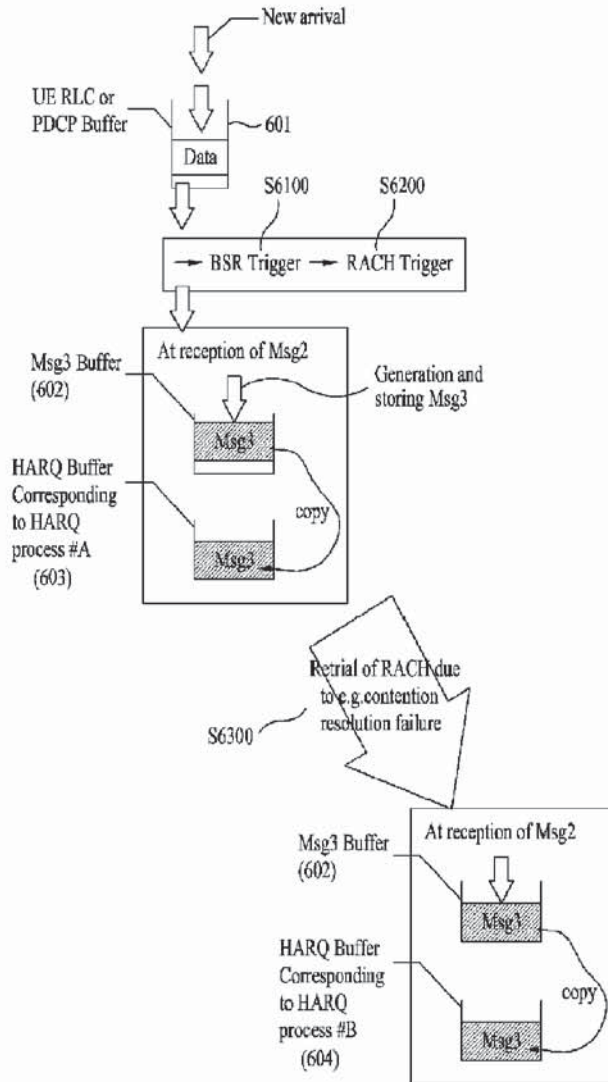 New arrival
UE RLC or
PDCP Buffer
601
Data
S6100
S6200
BSR Trigger
RACH Trigger
At reception of Msg2
Msg3 Buffer
(602)
Generation and
storing Msg3
Msg3
HARQ Buffer
Corresponding
to HARQ
process #A
(603)
copy
Msg3
Retrial of RACH due
to e.g.contention
resolution failure
S6300
At reception of Msg2
Msg3 Buffer
(602)
Msg3
HARQ Buffer
Corresponding
to HARQ
process #B
(604)
copy
Msg3